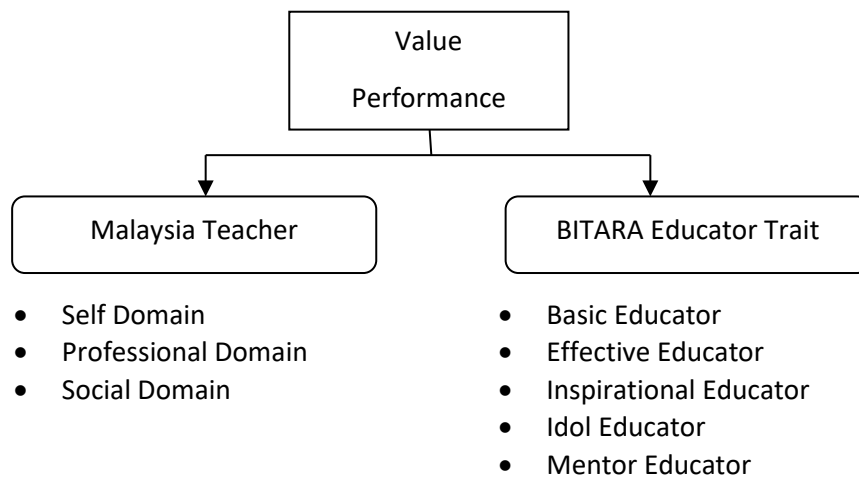 Value
Performance
Malaysia Teacher
BITARA Educator Trait
• Self Domain
• Professional Domain
• Social Domain
• Basic Educator
• Effective Educator
• Inspirational Educator
• Idol Educator
• Mentor Educator